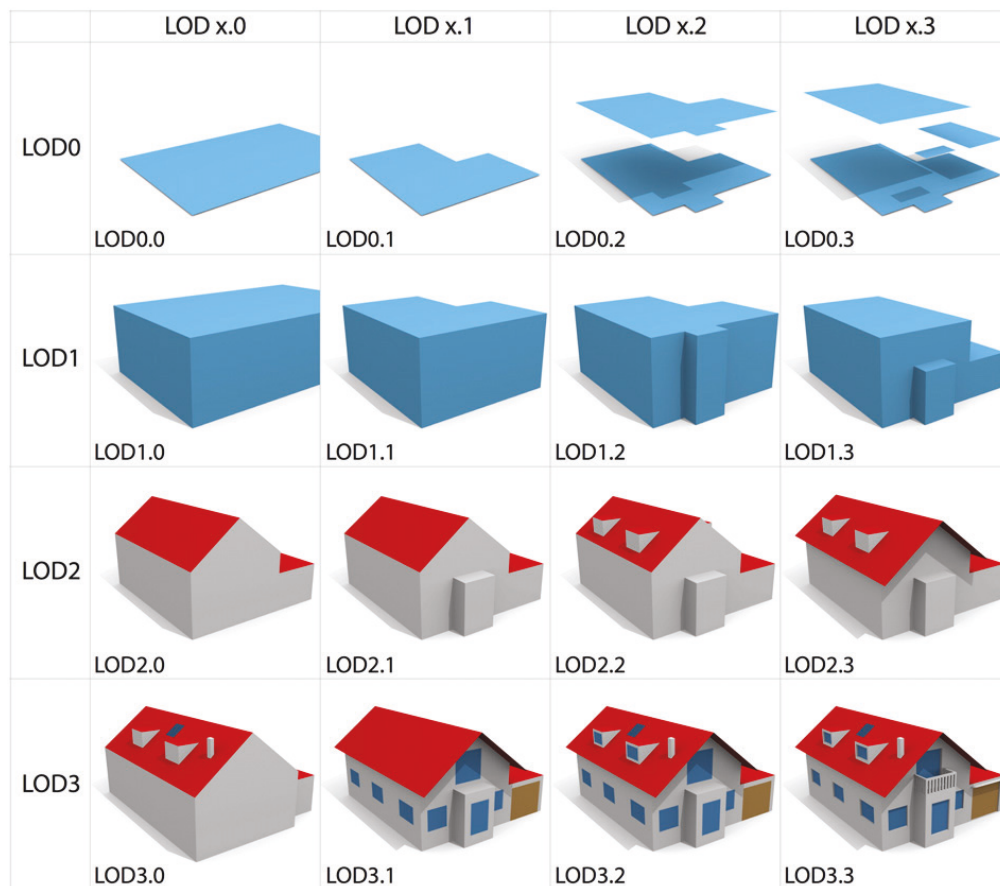 LOD x.0 LOD x.1 LOD x.2 LOD x.3
LOD0
LOD0.0 LOD0.1 LOD0.2 LOD0.3
LOD1
LOD1.0 LOD1.1 LOD1.2 LOD1.3
LOD2
LOD2.0 LOD2.1 LOD2.2 LOD2.3
LOD3
LOD3.0 LOD3.1 LOD3.2 LOD3.3